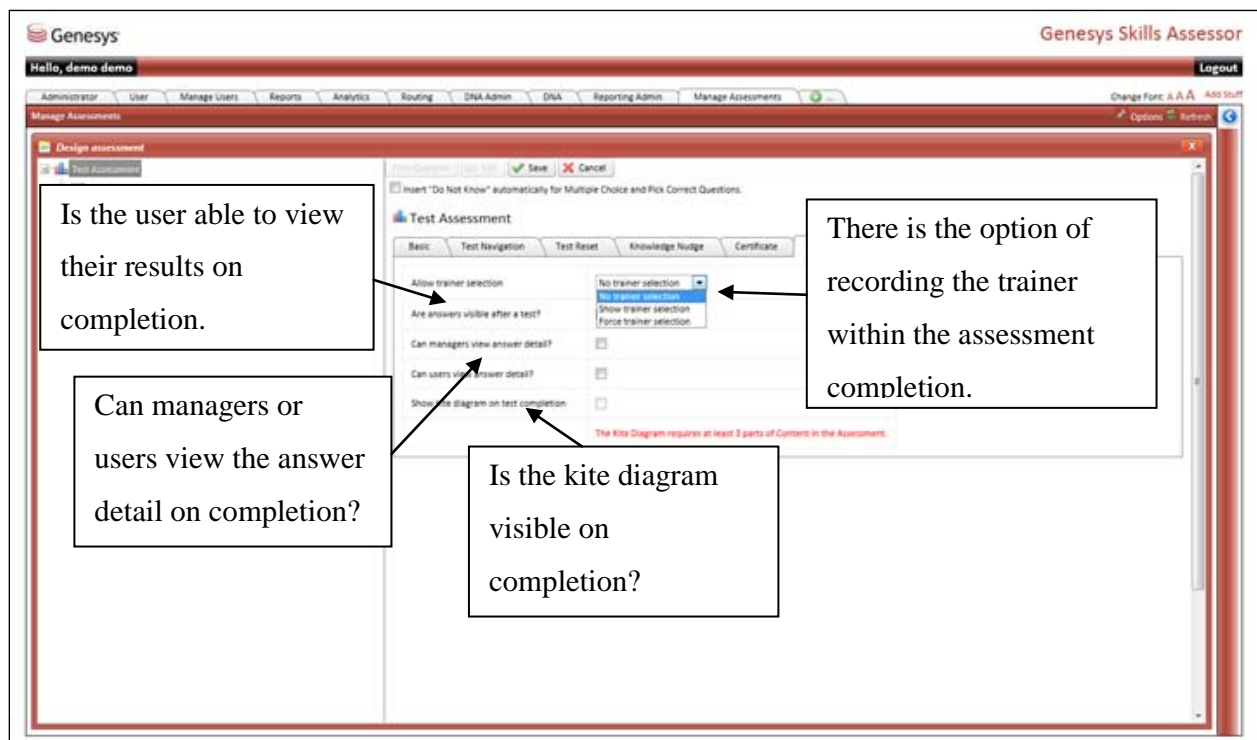 Genesys
Genesys Skills Assessor
Hello, demo demo
Logout
Administrator User Manage Users Reports Analytics Routing DNA Admin DNA Reporting Admin Manage Assessments
Change Font: A A A Add Stuff
Manage Assessments
Options Refresh
Design assessment
Test Assessment
Save Cancel
Insert "Do Not Know" automatically for Multiple Choice and Pick Correct Questions.
Test Assessment
Basic Test Navigation Test Reset Knowledge Nudge Certificate
Allow trainer selection
No trainer selection
No trainer selection
Show trainer selection
Force trainer selection
Are answers visible after a test?
Can managers view answer detail?
Can users view answer detail?
Show kite diagram on test completion
The Kite Diagram requires at least 3 parts of Content in the Assessment.
Is the user able to view
their results on
completion.
There is the option of
recording the trainer
within the assessment
completion.
Can managers or
users view the answer
detail on completion?
Is the kite diagram
visible on
completion?